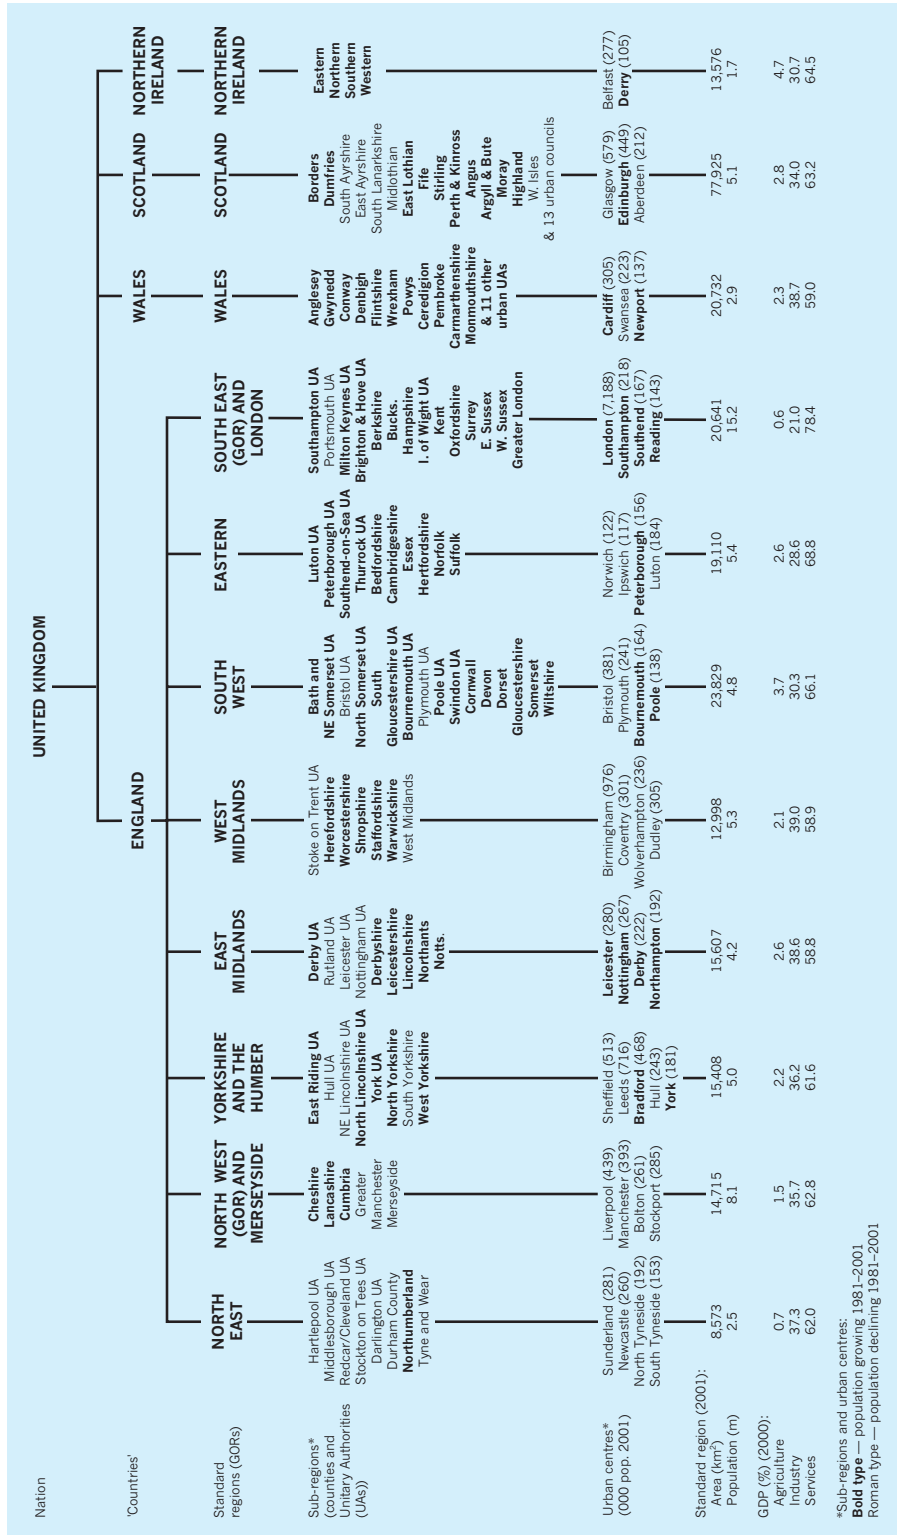 UNITED KINGDOM
Nation
'Countries'
ENGLAND
WALES
SCOTLAND
NORTHERN
IRELAND
Standard
regions (GORs)
NORTH
EAST
NORTH WEST
(GOR) AND
MERSEYSIDE
YORKSHIRE
AND THE
HUMBER
EAST
MIDLANDS
WEST
MIDLANDS
SOUTH
WEST
EASTERN
SOUTH EAST
(GOR) AND
LONDON
WALES
SCOTLAND
NORTHERN
IRELAND
Sub-regions*
(counties and
Unitary Authorities
(UAs))
Hartlepool UA
Middlesborough UA
Redcar/Cleveland UA
Stockton on Tees UA
Darlington UA
Durham County
Northumberland
Tyne and Wear
Cheshire
Lancashire
Cumbria
Greater
Manchester
Merseyside
East Riding UA
Hull UA
NE Lincolnshire UA
North Lincolnshire UA
York UA
North Yorkshire
South Yorkshire
West Yorkshire
Derby UA
Rutland UA
Leicester UA
Nottingham UA
Derbyshire
Leicestershire
Lincolnshire
Northants
Notts.
Stoke on Trent UA
Herefordshire
Worcestershire
Shropshire
Staffordshire
Warwickshire
West Midlands
Bath and
NE Somerset UA
Bristol UA
North Somerset UA
South
Gloucestershire UA
Bournemouth UA
Plymouth UA
Poole UA
Swindon UA
Cornwall
Devon
Dorset
Gloucestershire
Somerset
Wiltshire
Luton UA
Peterborough UA
Southend-on-Sea UA
Thurrock UA
Bedfordshire
Cambridgeshire
Essex
Hertfordshire
Norfolk
Suffolk
Southampton UA
Portsmouth UA
Milton Keynes UA
Brighton & Hove UA
Berkshire
Bucks.
Hampshire
I. of Wight UA
Kent
Oxfordshire
Surrey
E. Susssex
W. Sussex
Greater London
Anglesey
Gwynedd
Conway
Denbigh
Flintshire
Wrexham
Powys
Ceredigion
Pembroke
Carmarthenshire
Monmouthshire
& 11 other
urban UAs
Borders
Dumfries
South Ayrshire
East Ayrshire
South Lanarkshire
Midlothian
East Lothian
Fife
Stirling
Perth & Kinross
Angus
Argyll & Bute
Moray
Highland
W. Isles
& 13 urban councils
Eastern
Northern
Southern
Western
Urban centres*
(000 pop. 2001)
Sunderland (281)
Newcastle (260)
North Tyneside (192)
South Tyneside (153)
Liverpool (439)
Manchester (393)
Bolton (261)
Stockport (285)
Sheffield (513)
Leeds (716)
Bradford (468)
Hull (243)
York (181)
Leicester (280)
Nottingham (267)
Derby (222)
Northampton (192)
Birmingham (976)
Coventry (301)
Wolverhampton (236)
Dudley (305)
Bristol (381)
Plymouth (241)
Bournemouth (164)
Poole (138)
Norwich (122)
Ipswich (117)
Peterborough (156)
Luton (184)
London (7,188)
Southampton (218)
Southend (167)
Reading (143)
Cardiff (305)
Swansea (223)
Newport (137)
Glasgow (579)
Edinburgh (449)
Aberdeen (212)
Belfast (277)
Derry (105)
Standard region (2001):
Area (km²) 8,573 14,715 15,408 15,607 12,998 23,829 19,110 20,641 20,732 77,925 13,576
Population (m) 2.5 8.1 5.0 4.2 5.3 4.8 5.4 15.2 2.9 5.1 1.7
GDP (%) (2000):
Agriculture 0.7 1.5 2.2 2.6 2.1 3.7 2.6 0.6 2.3 2.8 4.7
Industry 37.3 35.7 36.2 38.6 39.0 30.3 28.6 21.0 38.7 34.0 30.7
Services 62.0 62.8 61.6 58.8 58.9 66.1 68.8 78.4 59.0 63.2 64.5
*Sub-regions and urban centres:
Bold type — population growing 1981–2001
Roman type — population declining 1981–2001